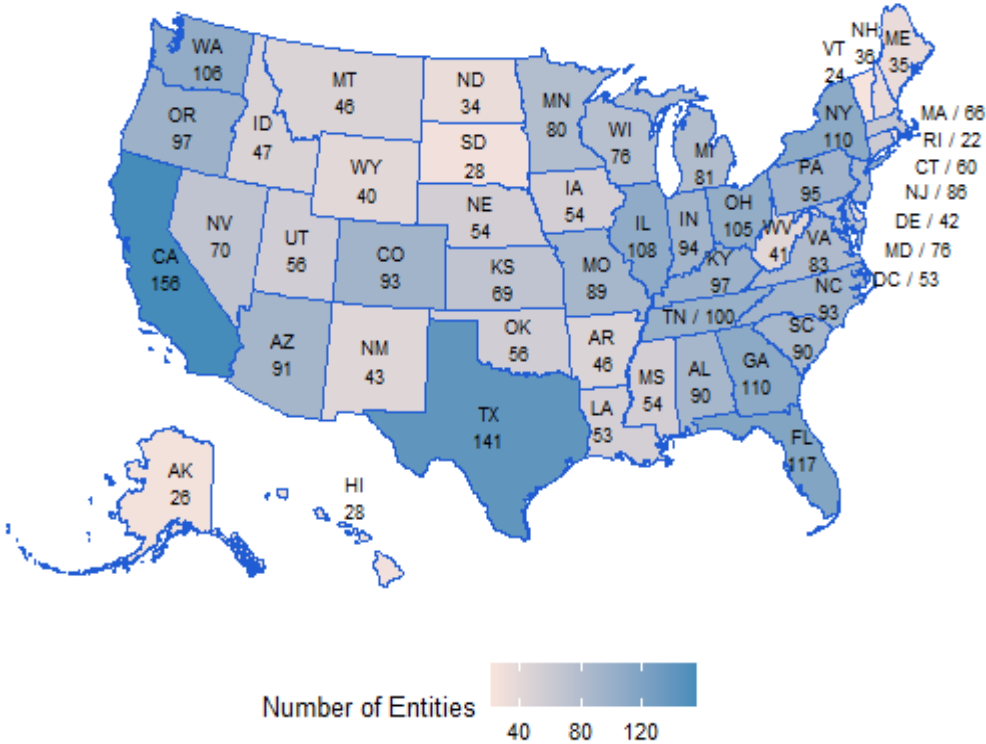 WA
106
OR
97
CA
156
NV
70
ID
47
MT
46
WY
40
UT
56
AZ
91
CO
93
NM
43
ND
34
SD
28
NE
54
KS
69
OK
56
TX
141
MN
80
IA
54
MO
89
AR
46
LA
53
WI
76
IL
108
MI
81
IN
94
OH
105
KY
97
TN / 100
MS
54
AL
90
GA
110
FL
117
SC
90
NC
93
VA
83
WV
41
PA
95
NY
110
VT
24
NH
36
ME
35
MA / 66
RI / 22
CT / 60
NJ / 86
DE / 42
MD / 76
DC / 53
AK
26
HI
28
Number of Entities
40 80 120